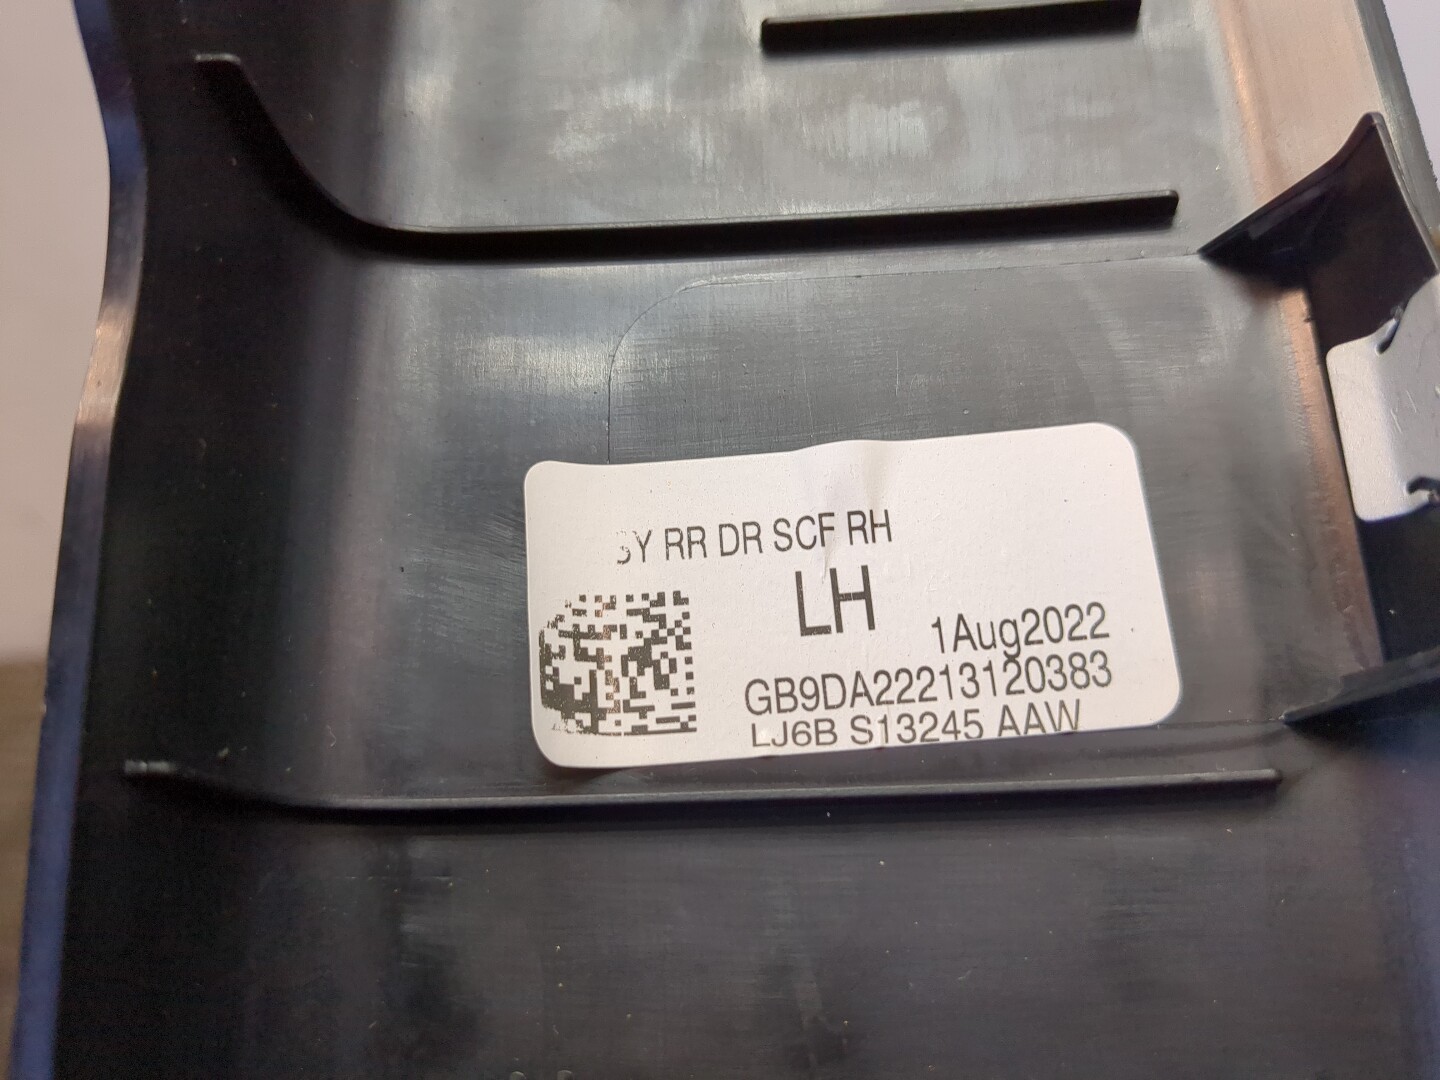 SY RR DR SCF RH
LH
1Aug2022
GB9DA22213120383
LJ6B S13245 AAW